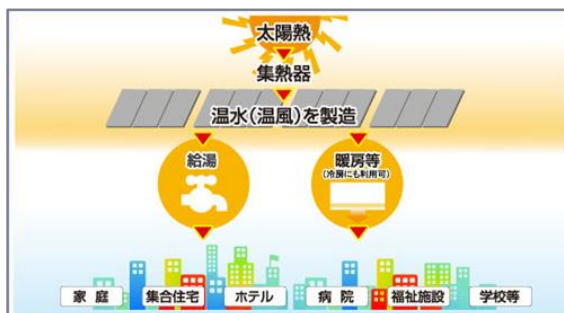 太陽熱
集熱器
温水(温風)を製造
給湯
暖房等
(冷房にも利用可)
家庭
集合住宅
ホテル
病院
福祉施設
学校等